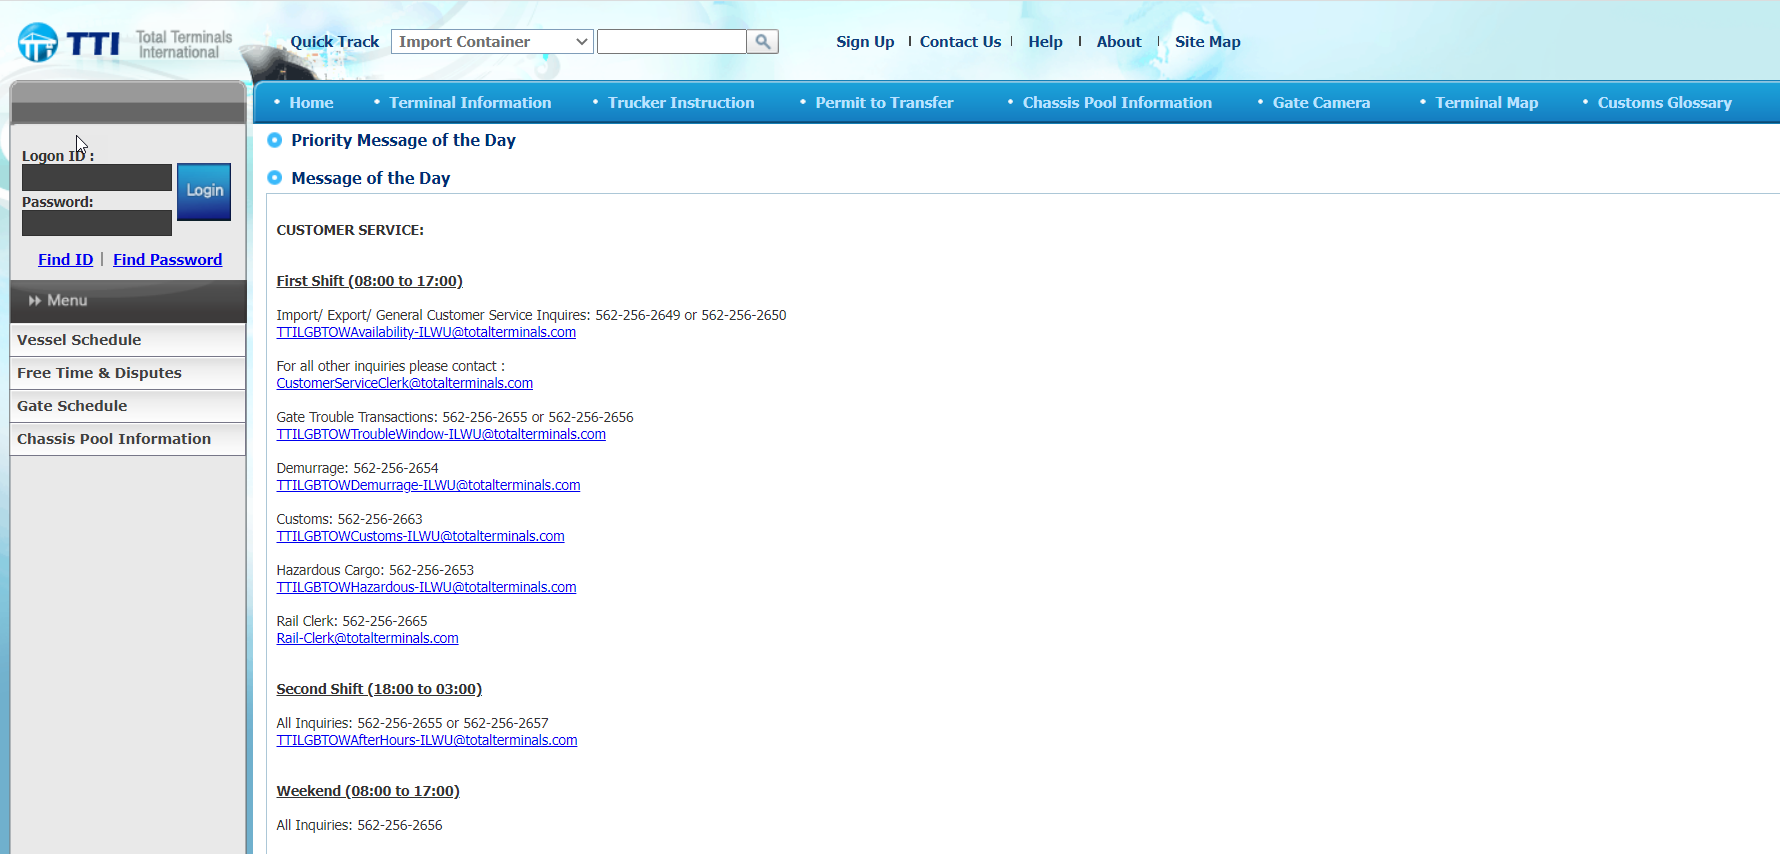 TTI Total Terminals International
Quick Track Import Container
Sign Up | Contact Us | Help | About | Site Map
• Home • Terminal Information • Trucker Instruction • Permit to Transfer • Chassis Pool Information • Gate Camera • Terminal Map • Customs Glossary
Logon ID :
Login
Password:
Find ID | Find Password
Menu
Vessel Schedule
Free Time & Disputes
Gate Schedule
Chassis Pool Information
Priority Message of the Day
Message of the Day
CUSTOMER SERVICE:
First Shift (08:00 to 17:00)
Import/ Export/ General Customer Service Inquires: 562-256-2649 or 562-256-2650
TTILGBTOWAvailability-ILWU@totalterminals.com
For all other inquiries please contact :
CustomerServiceClerk@totalterminals.com
Gate Trouble Transactions: 562-256-2655 or 562-256-2656
TTILGBTOWTroubleWindow-ILWU@totalterminals.com
Demurrage: 562-256-2654
TTILGBTOWDemurrage-ILWU@totalterminals.com
Customs: 562-256-2663
TTILGBTOWCustoms-ILWU@totalterminals.com
Hazardous Cargo: 562-256-2653
TTILGBTOWHazardous-ILWU@totalterminals.com
Rail Clerk: 562-256-2665
Rail-Clerk@totalterminals.com
Second Shift (18:00 to 03:00)
All Inquiries: 562-256-2655 or 562-256-2657
TTILGBTOWAfterHours-ILWU@totalterminals.com
Weekend (08:00 to 17:00)
All Inquiries: 562-256-2656